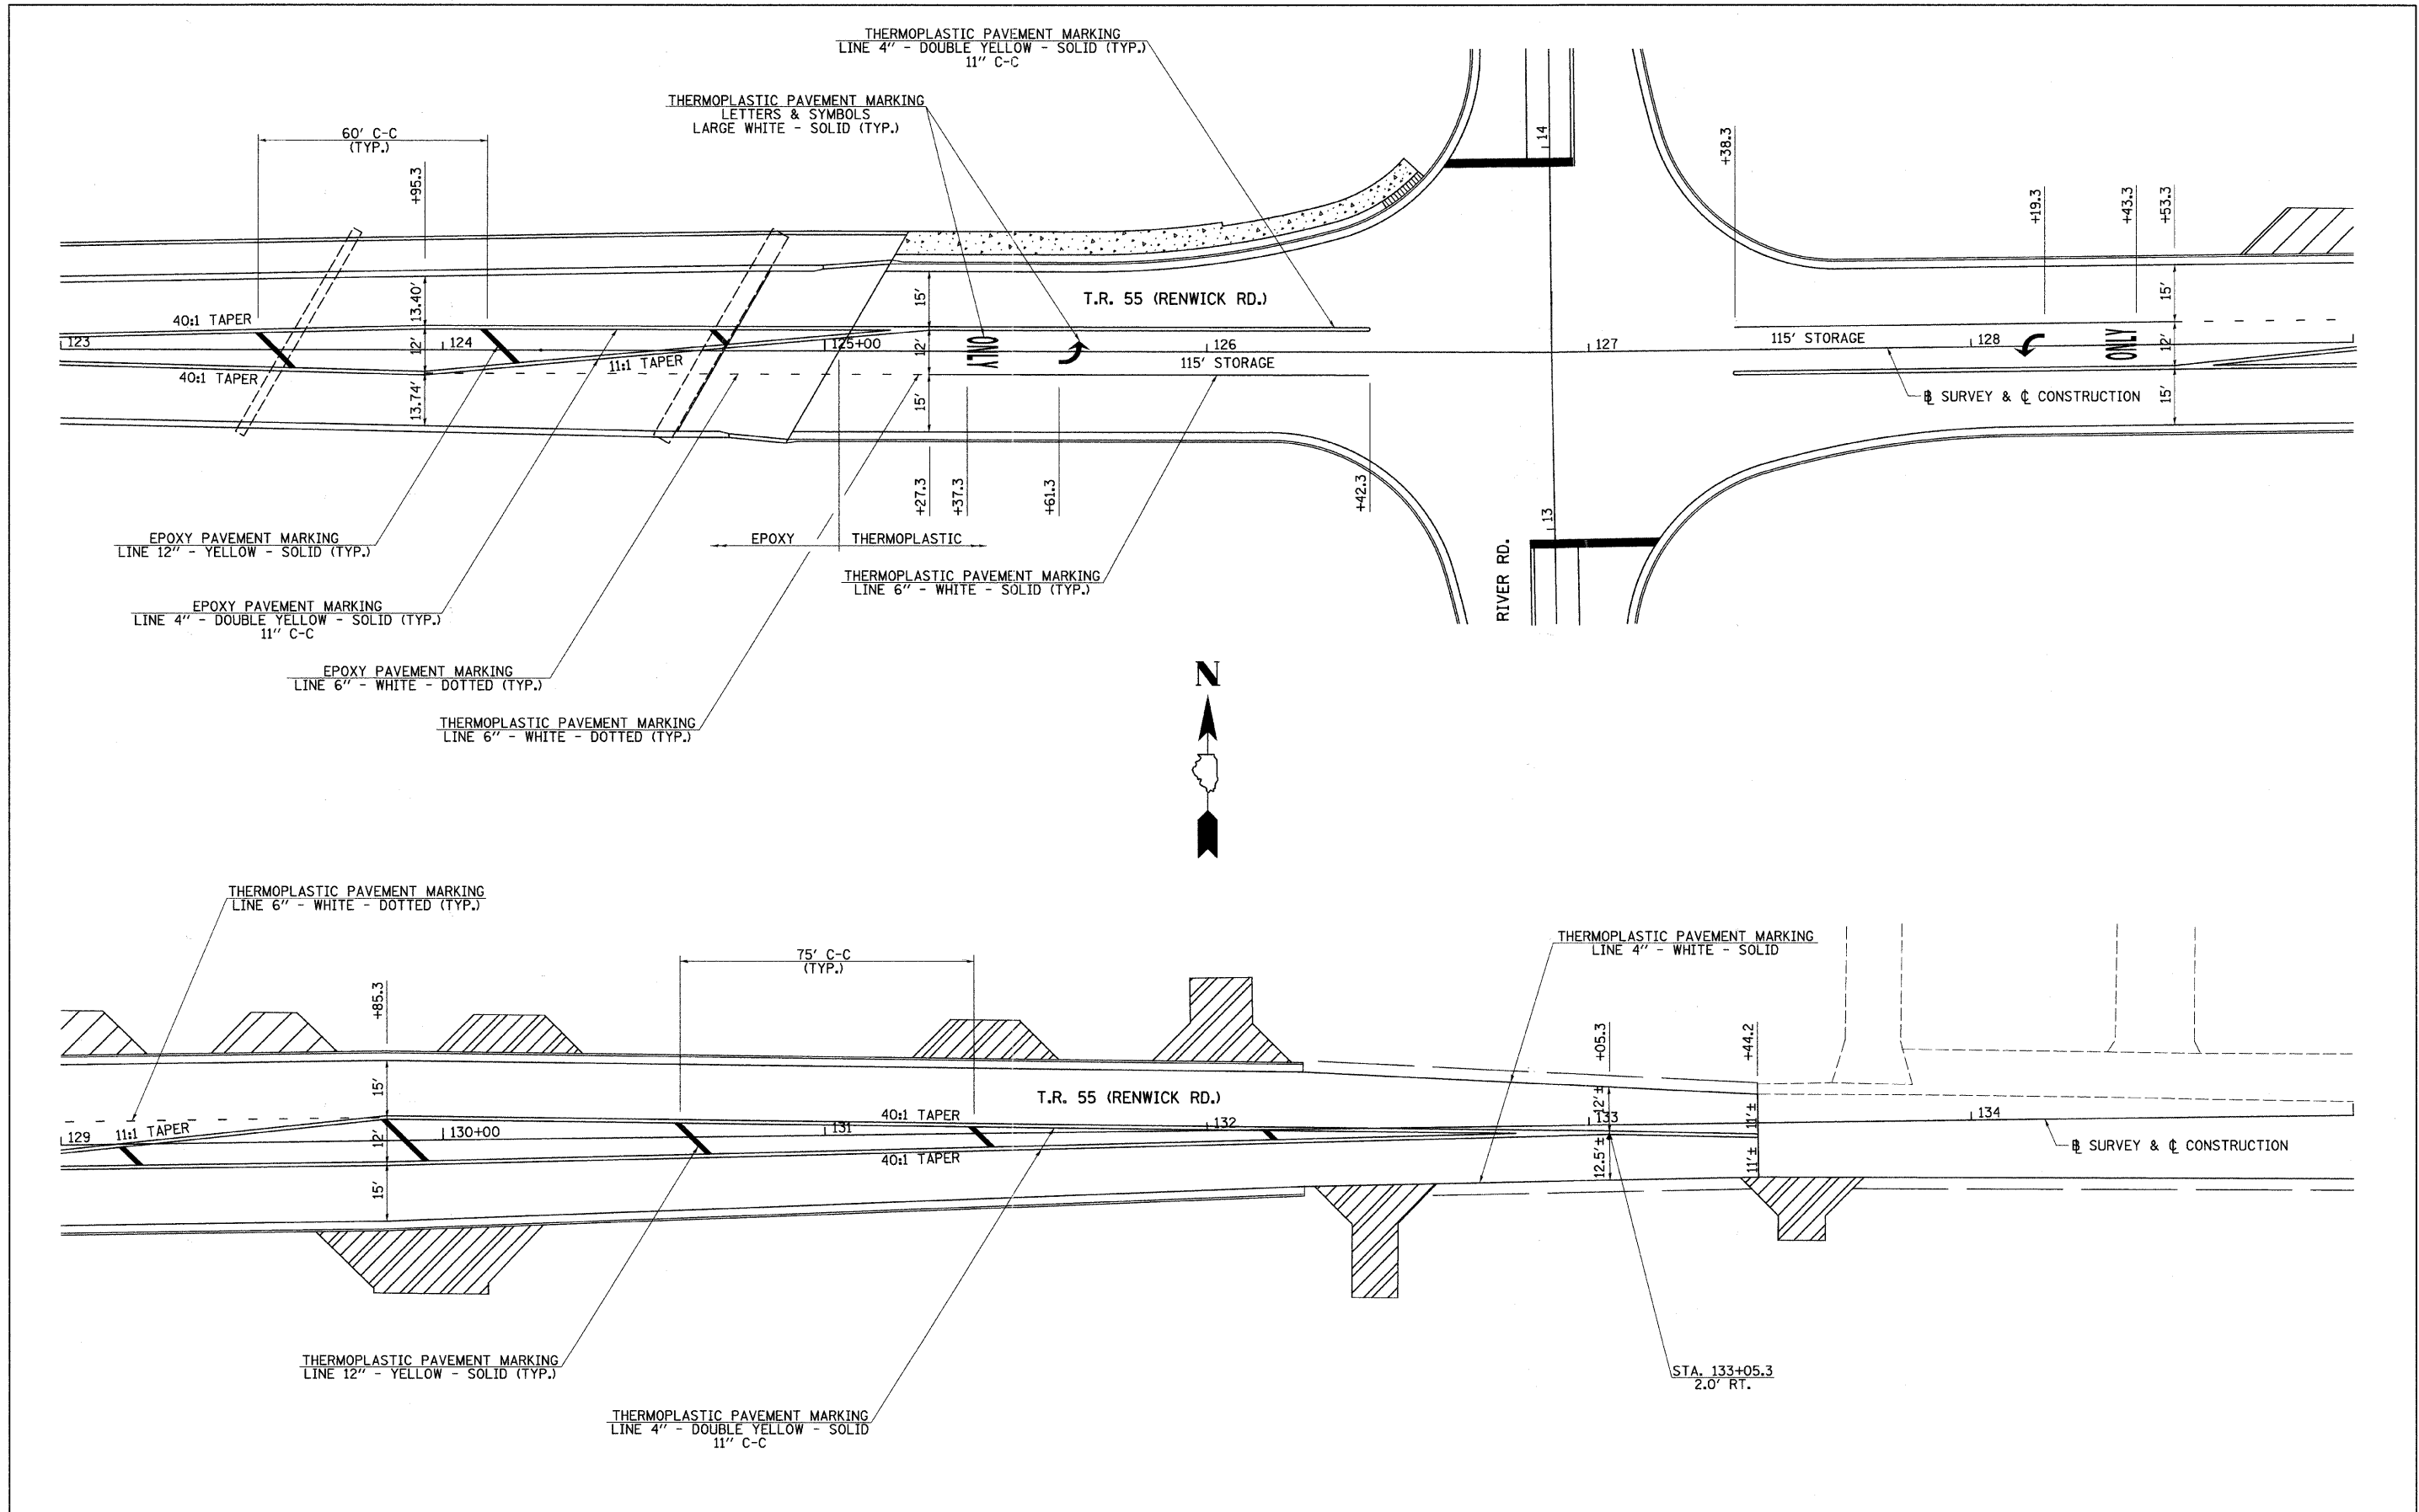 THERMOPLASTIC PAVEMENT MARKING
LINE 4" - DOUBLE YELLOW - SOLID (TYP.)
11" C-C
THERMOPLASTIC PAVEMENT MARKING
LETTERS & SYMBOLS
LARGE WHITE - SOLID (TYP.)
60' C-C
(TYP.)
+95.3
14
+38.3
+19.3
+43.3
+53.3
13.40'
15'
T.R. 55 (RENWICK RD.)
15'
40:1 TAPER
123
12'
124
11:1 TAPER
125+00
12'
ONLY
126
115' STORAGE
127
115' STORAGE
128
ONLY
12'
40:1 TAPER
13.74'
15'
℄ SURVEY & ℄ CONSTRUCTION
15'
+27.3
+37.3
+61.3
+42.3
13
RIVER RD.
EPOXY PAVEMENT MARKING
LINE 12" - YELLOW - SOLID (TYP.)
EPOXY
THERMOPLASTIC
THERMOPLASTIC PAVEMENT MARKING
LINE 6" - WHITE - SOLID (TYP.)
EPOXY PAVEMENT MARKING
LINE 4" - DOUBLE YELLOW - SOLID (TYP.)
11" C-C
EPOXY PAVEMENT MARKING
LINE 6" - WHITE - DOTTED (TYP.)
THERMOPLASTIC PAVEMENT MARKING
LINE 6" - WHITE - DOTTED (TYP.)
N
THERMOPLASTIC PAVEMENT MARKING
LINE 6" - WHITE - DOTTED (TYP.)
THERMOPLASTIC PAVEMENT MARKING
LINE 4" - WHITE - SOLID
75' C-C
(TYP.)
+85.3
+05.3
+44.2
15'
T.R. 55 (RENWICK RD.)
12'±
11'±
129
11:1 TAPER
12'
130+00
131
40:1 TAPER
132
133
134
40:1 TAPER
12.5'±
11'±
℄ SURVEY & ℄ CONSTRUCTION
15'
THERMOPLASTIC PAVEMENT MARKING
LINE 12" - YELLOW - SOLID (TYP.)
STA. 133+05.3
2.0' RT.
THERMOPLASTIC PAVEMENT MARKING
LINE 4" - DOUBLE YELLOW - SOLID
11" C-C